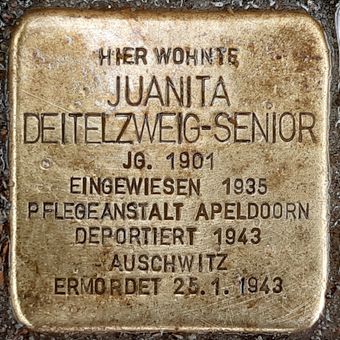 HIER WOHNTE
JUANITA
DEITELZWEIG-SENIOR
JG. 1901
EINGEWIESEN 1935
PFLEGEANSTALT APELDOORN
DEPORTIERT 1943
AUSCHWITZ
ERMORDET 25.1.1943